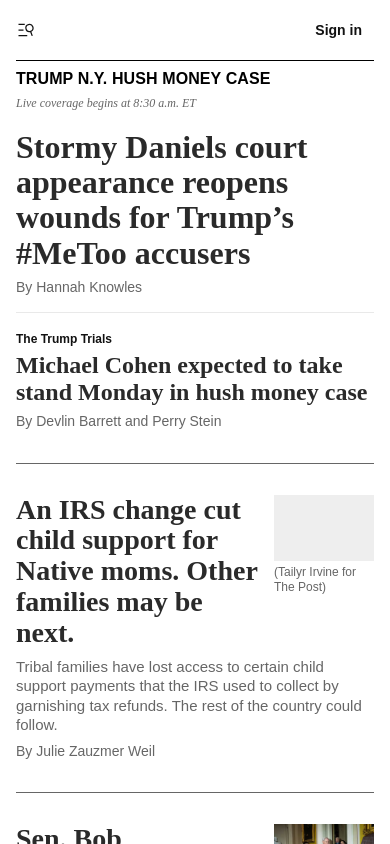 Sign in
TRUMP N.Y. HUSH MONEY CASE
Live coverage begins at 8:30 a.m. ET
Stormy Daniels court
appearance reopens
wounds for Trump’s
#MeToo accusers
By Hannah Knowles
The Trump Trials
Michael Cohen expected to take
stand Monday in hush money case
By Devlin Barrett and Perry Stein
An IRS change cut
child support for
Native moms. Other
families may be
next.
(Tailyr Irvine for
The Post)
Tribal families have lost access to certain child
support payments that the IRS used to collect by
garnishing tax refunds. The rest of the country could
follow.
By Julie Zauzmer Weil
Sen. Bob